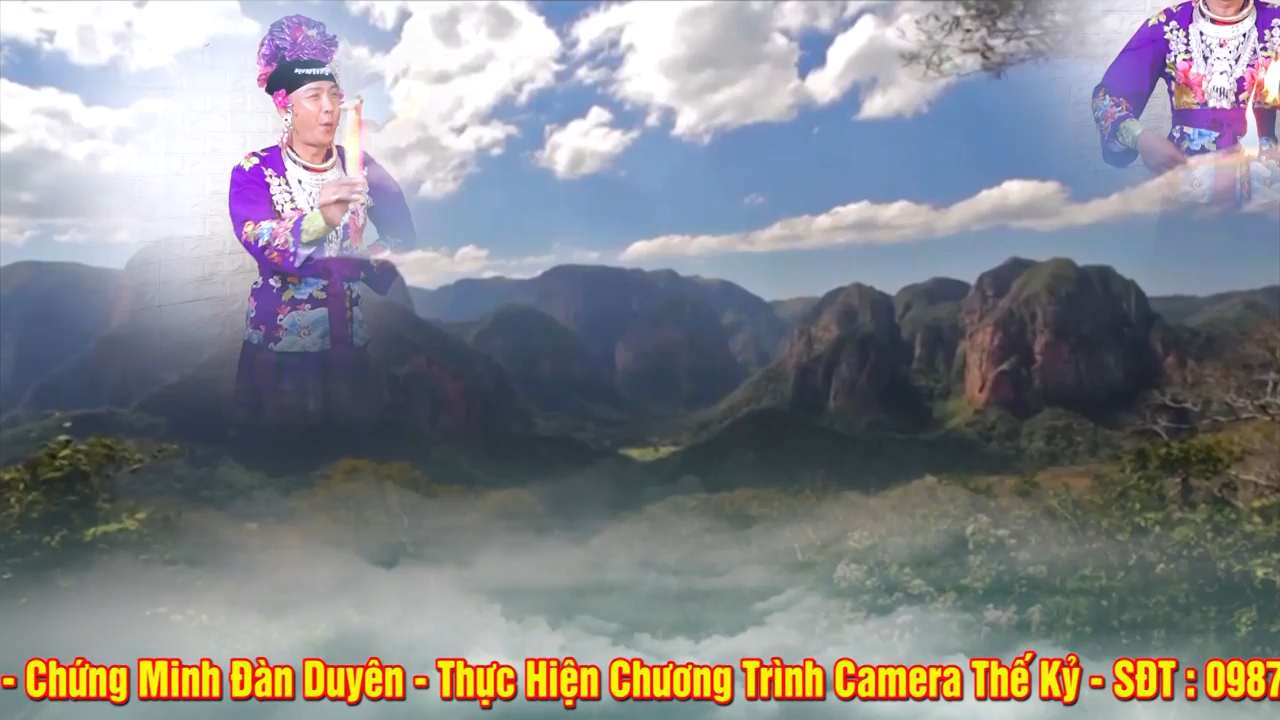 - Chứng Minh Đàn Duyên - Thực Hiện Chương Trình Camera Thế Kỷ - SĐT : 0987